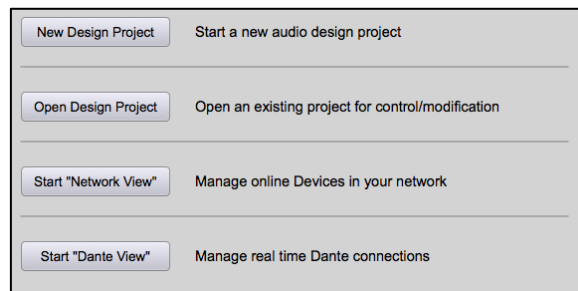 New Design Project Start a new audio design project
Open Design Project Open an existing project for control/modification
Start "Network View" Manage online Devices in your network
Start "Dante View" Manage real time Dante connections